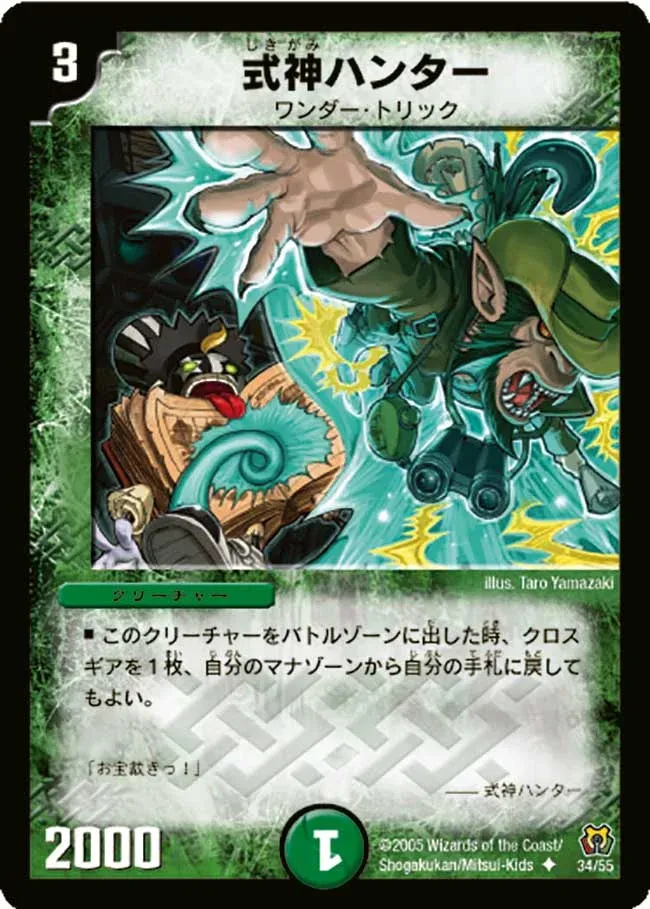 3
しきがみ
式神ハンター
ワンダー・トリック
illus. Taro Yamazaki
クリーチャー
■ このクリーチャーをバトルゾーンに出した時、クロス
ギアを1枚、自分のマナゾーンから自分の手札に戻して
もよい。
「お宝戴きっ！」
―― 式神ハンター
2000
1
©2005 Wizards of the Coast/
Shogakukan/Mitsui-Kids ◆
34/55